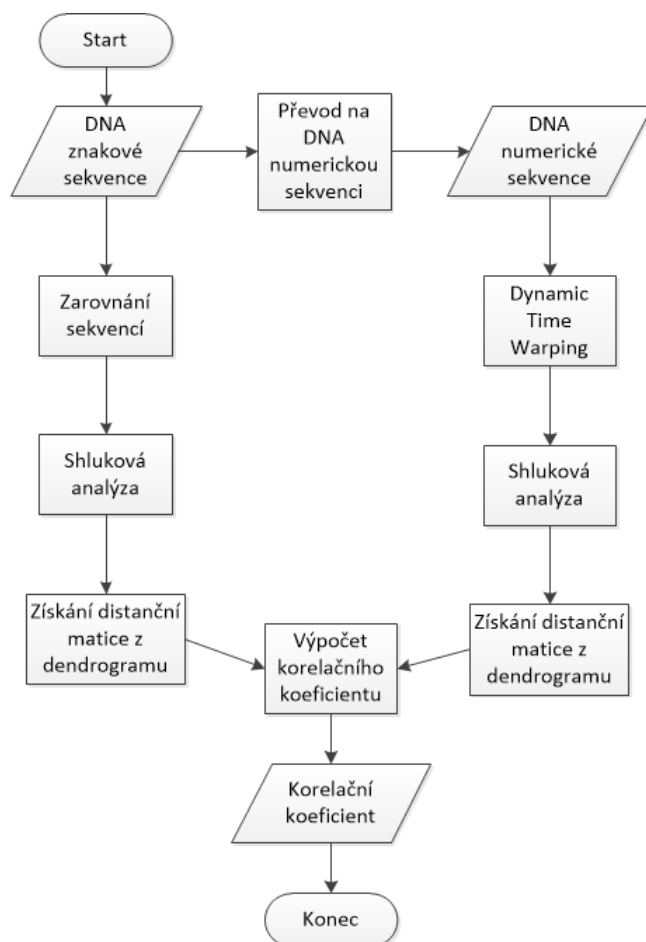 Start
DNA
znakové
sekvence
Převod na
DNA
numerickou
sekvenci
DNA
numerické
sekvence
Zarovnání
sekvencí
Dynamic
Time
Warping
Shluková
analýza
Shluková
analýza
Získání distanční
matice z
dendrogramu
Výpočet
korelačního
koeficientu
Získání distanční
matice z
dendrogramu
Korelační
koeficient
Konec